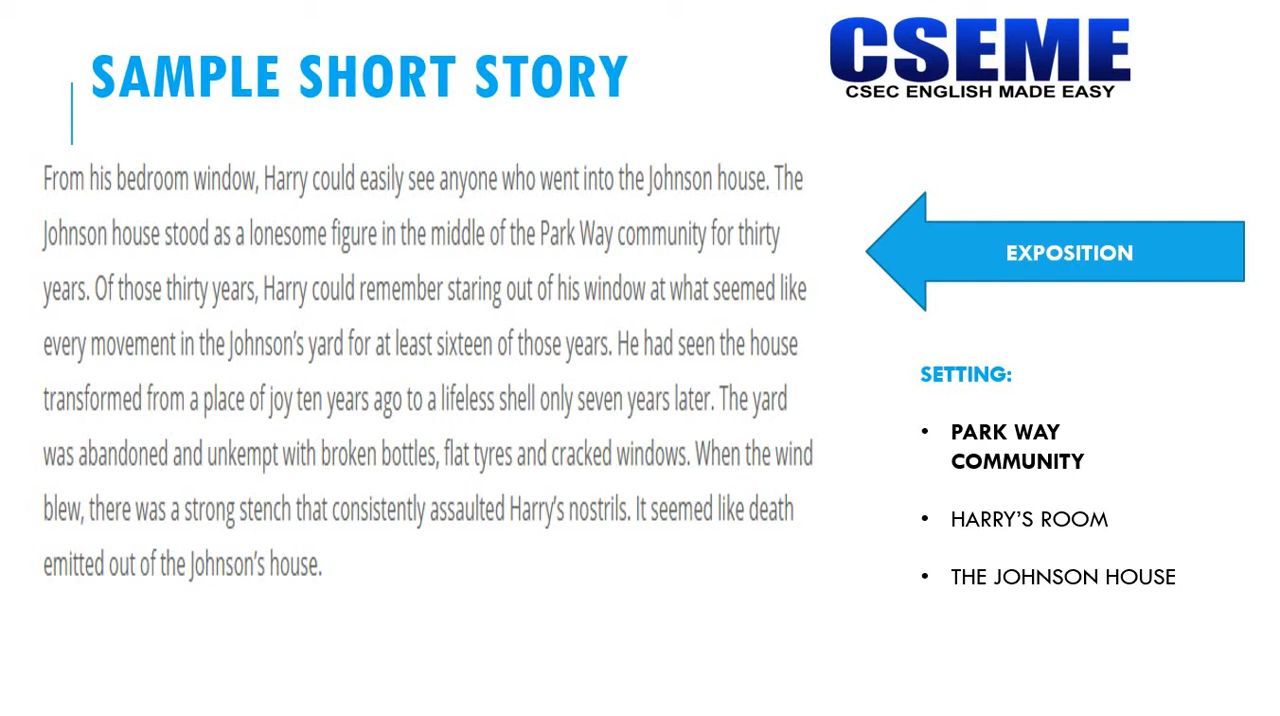 SAMPLE SHORT STORY
CSEME
CSEC ENGLISH MADE EASY
From his bedroom window, Harry could easily see anyone who went into the Johnson house. The
Johnson house stood as a lonesome figure in the middle of the Park Way community for thirty
years. Of those thirty years, Harry could remember staring out of his window at what seemed like
every movement in the Johnson's yard for at least sixteen of those years. He had seen the house
transformed from a place of joy ten years ago to a lifeless shell only seven years later. The yard
was abandoned and unkempt with broken bottles, flat tyres and cracked windows. When the wind
blew, there was a strong stench that consistently assaulted Harry's nostrils. It seemed like death
emitted out of the Johnson's house.
EXPOSITION
SETTING:
• PARK WAY
COMMUNITY
• HARRY'S ROOM
• THE JOHNSON HOUSE